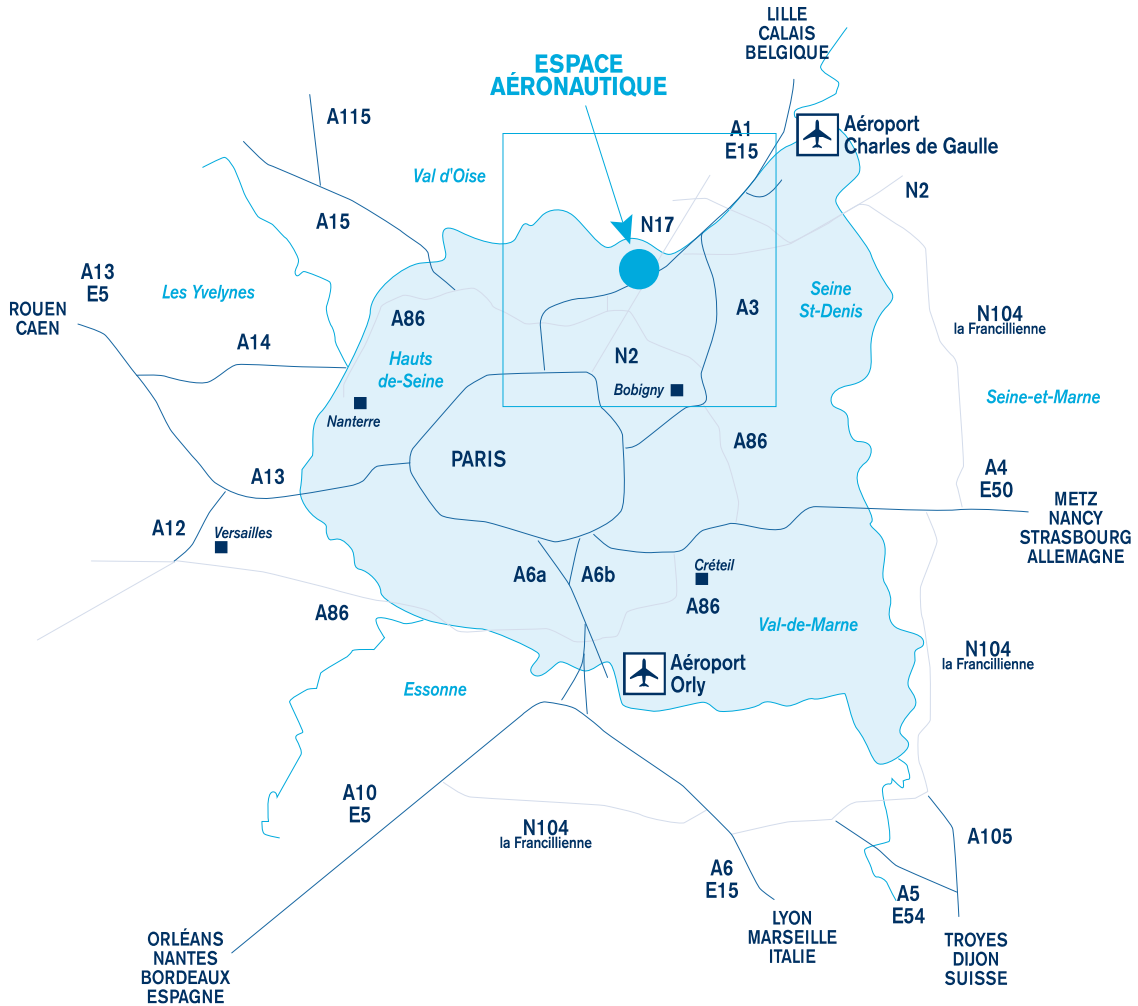 LILLE
CALAIS
BELGIQUE
ESPACE
AÉRONAUTIQUE
A115
A1
E15
Aéroport
Charles de Gaulle
Val d'Oise
N2
A15
N17
A13
E5
Les Yvelynes
Seine
St-Denis
ROUEN
CAEN
A86
A3
N104
la Francillienne
A14
Hauts
de-Seine
N2
Bobigny
Seine-et-Marne
Nanterre
A86
PARIS
A13
A4
E50
METZ
NANCY
STRASBOURG
ALLEMAGNE
A12
Versailles
A6a
A6b
Créteil
A86
A86
Val-de-Marne
N104
la Francillienne
Aéroport
Orly
Essonne
A10
E5
N104
la Francillienne
A105
A6
E15
A5
E54
LYON
MARSEILLE
ITALIE
ORLÉANS
NANTES
BORDEAUX
ESPAGNE
TROYES
DIJON
SUISSE